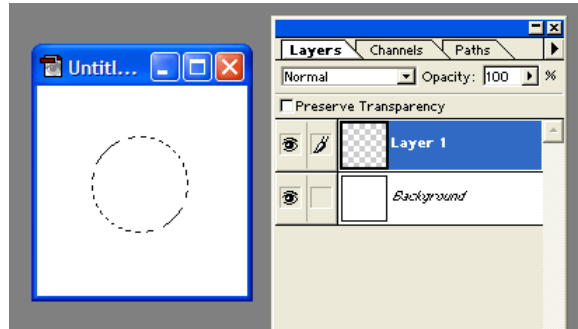 Untitl...
Layers Channels Paths
Normal Opacity: 100 %
Preserve Transparency
Layer 1
Background